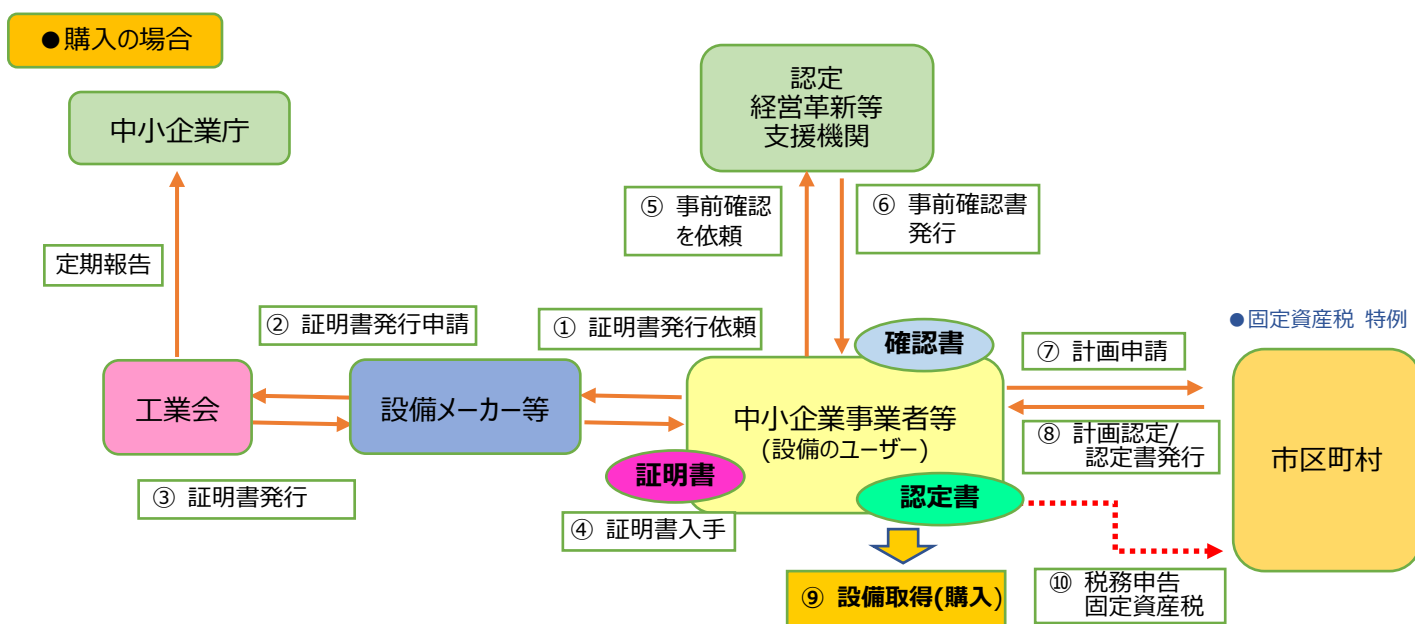 ●購入の場合
中小企業庁
認定
経営革新等
支援機関
⑤ 事前確認
を依頼
⑥ 事前確認書
発行
定期報告
② 証明書発行申請
① 証明書発行依頼
●固定資産税 特例
確認書
⑦ 計画申請
工業会
設備メーカー等
中小企業事業者等
(設備のユーザー)
⑧ 計画認定/
認定書発行
市区町村
証明書
認定書
③ 証明書発行
④ 証明書入手
⑨ 設備取得(購入)
⑩ 税務申告
固定資産税